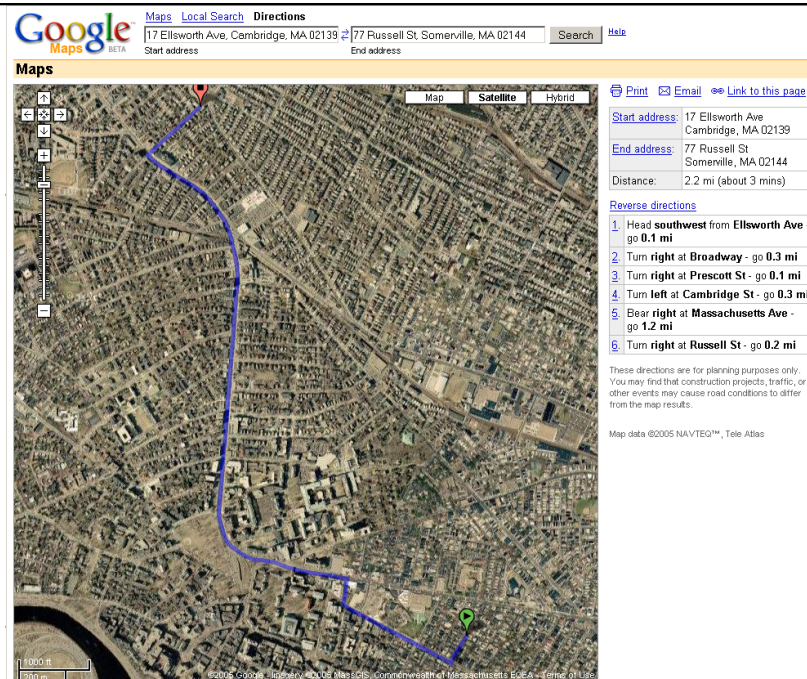 Google
Maps BETA
Maps Local Search Directions
17 Ellsworth Ave, Cambridge, MA 02139 77 Russell St, Somerville, MA 02144 Search Help
Start address End address
Maps
Map Satellite Hybrid
Print Email Link to this page
Start address: 17 Ellsworth Ave
Cambridge, MA 02139
End address: 77 Russell St
Somerville, MA 02144
Distance: 2.2 mi (about 3 mins)
Reverse directions
1. Head southwest from Ellsworth Ave -
go 0.1 mi
2. Turn right at Broadway - go 0.3 mi
3. Turn right at Prescott St - go 0.1 mi
4. Turn left at Cambridge St - go 0.3 mi
5. Bear right at Massachusetts Ave -
go 1.2 mi
6. Turn right at Russell St - go 0.2 mi
These directions are for planning purposes only.
You may find that construction projects, traffic, or
other events may cause road conditions to differ
from the map results.
Map data ©2005 NAVTEQ™, Tele Atlas
1000 ft
200 m
©2005 Google - Imagery ©2005 MassGIS, Commonwealth of Massachusetts EOEA - Terms of Use